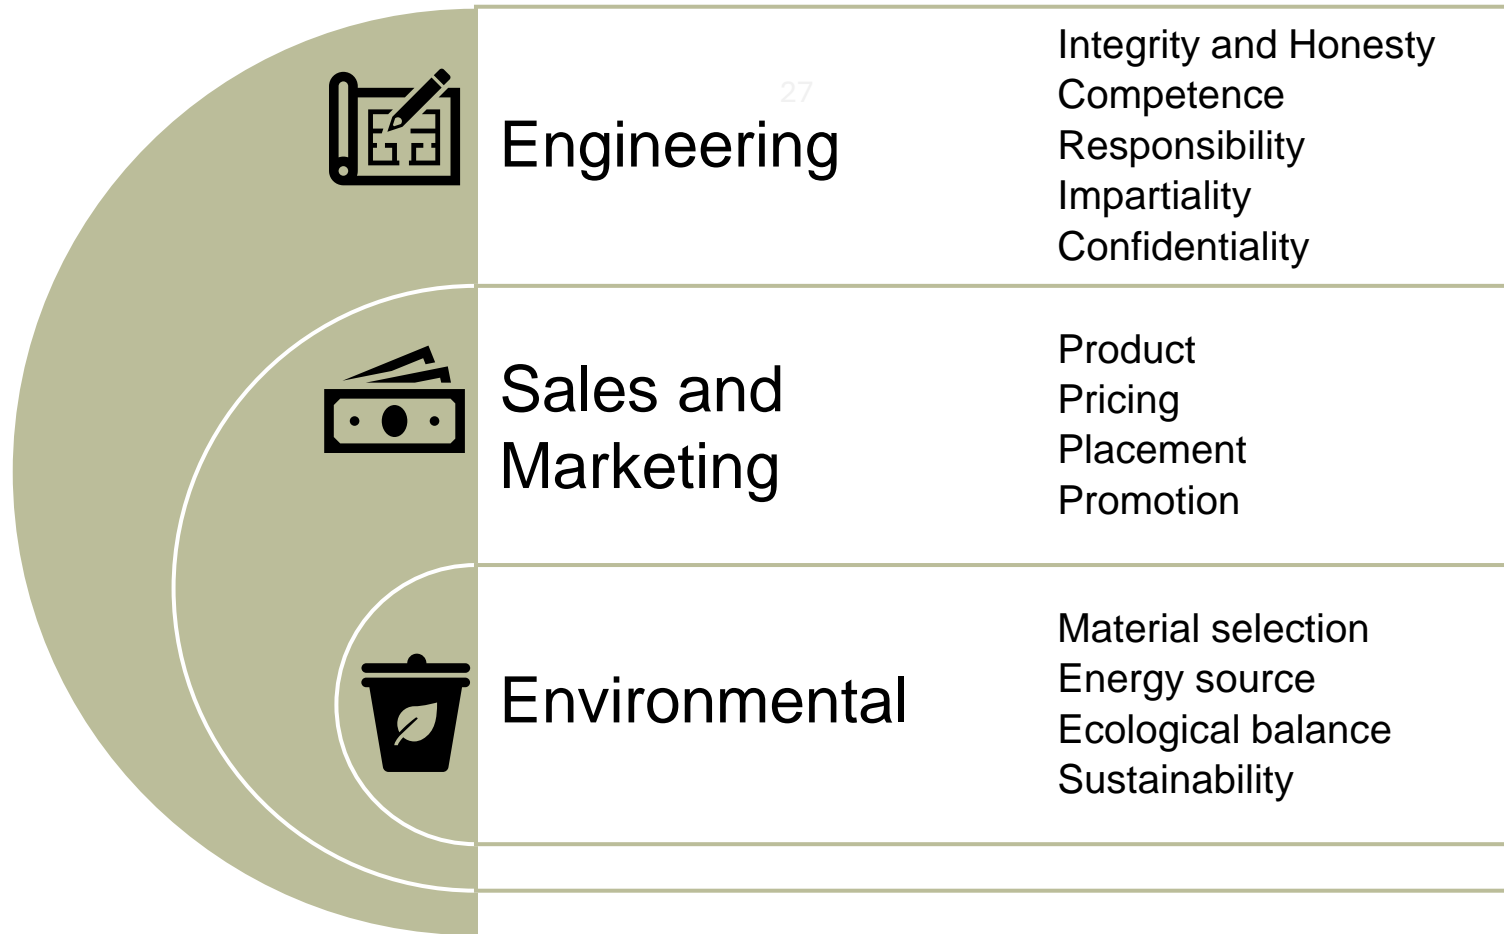 27
Engineering
Integrity and Honesty
Competence
Responsibility
Impartiality
Confidentiality
Sales and
Marketing
Product
Pricing
Placement
Promotion
Environmental
Material selection
Energy source
Ecological balance
Sustainability